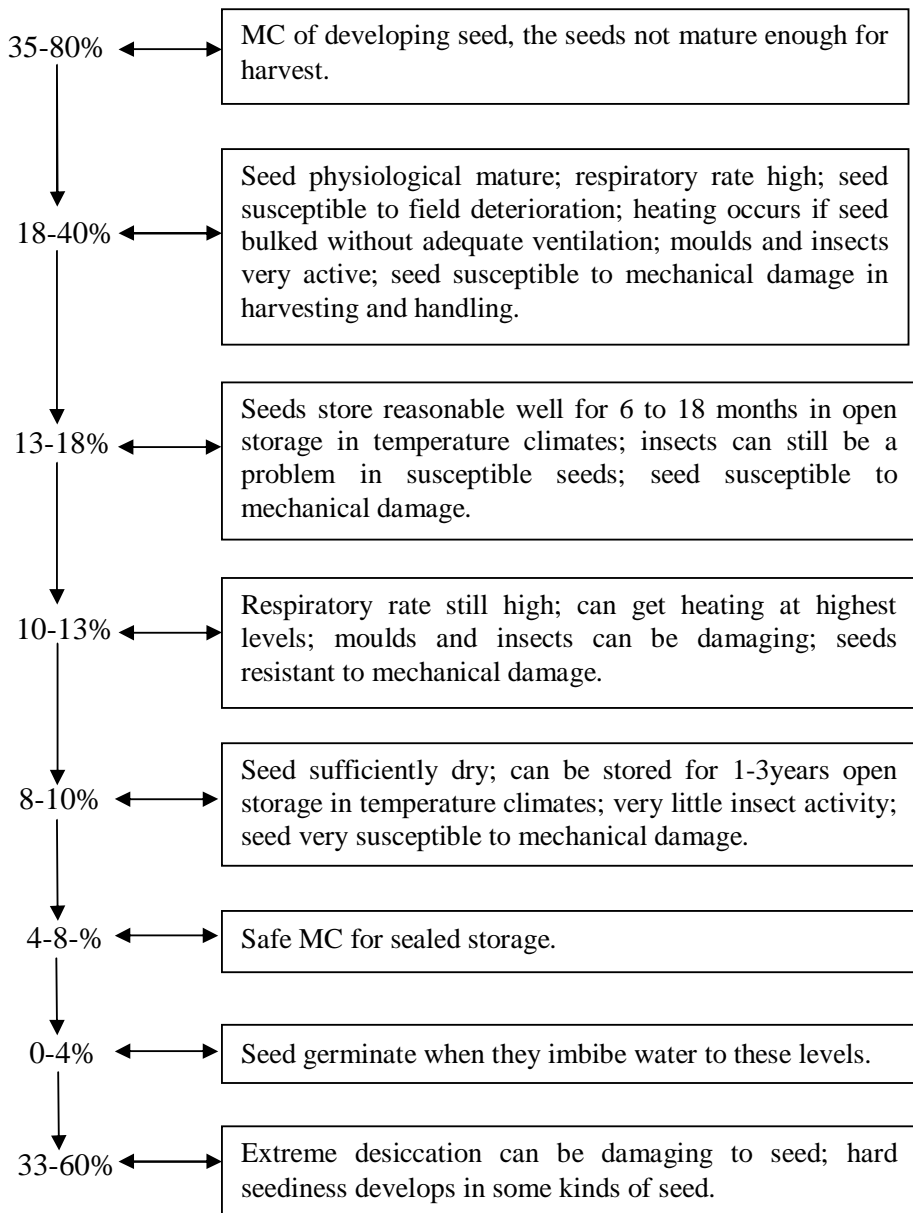 35-80%
MC of developing seed, the seeds not mature enough for
harvest.
18-40%
Seed physiological mature; respiratory rate high; seed
susceptible to field deterioration; heating occurs if seed
bulked without adequate ventilation; moulds and insects
very active; seed susceptible to mechanical damage in
harvesting and handling.
13-18%
Seeds store reasonable well for 6 to 18 months in open
storage in temperature climates; insects can still be a
problem in susceptible seeds; seed susceptible to
mechanical damage.
10-13%
Respiratory rate still high; can get heating at highest
levels; moulds and insects can be damaging; seeds
resistant to mechanical damage.
8-10%
Seed sufficiently dry; can be stored for 1-3years open
storage in temperature climates; very little insect activity;
seed very susceptible to mechanical damage.
4-8-%
Safe MC for sealed storage.
0-4%
Seed germinate when they imbibe water to these levels.
33-60%
Extreme desiccation can be damaging to seed; hard
seediness develops in some kinds of seed.